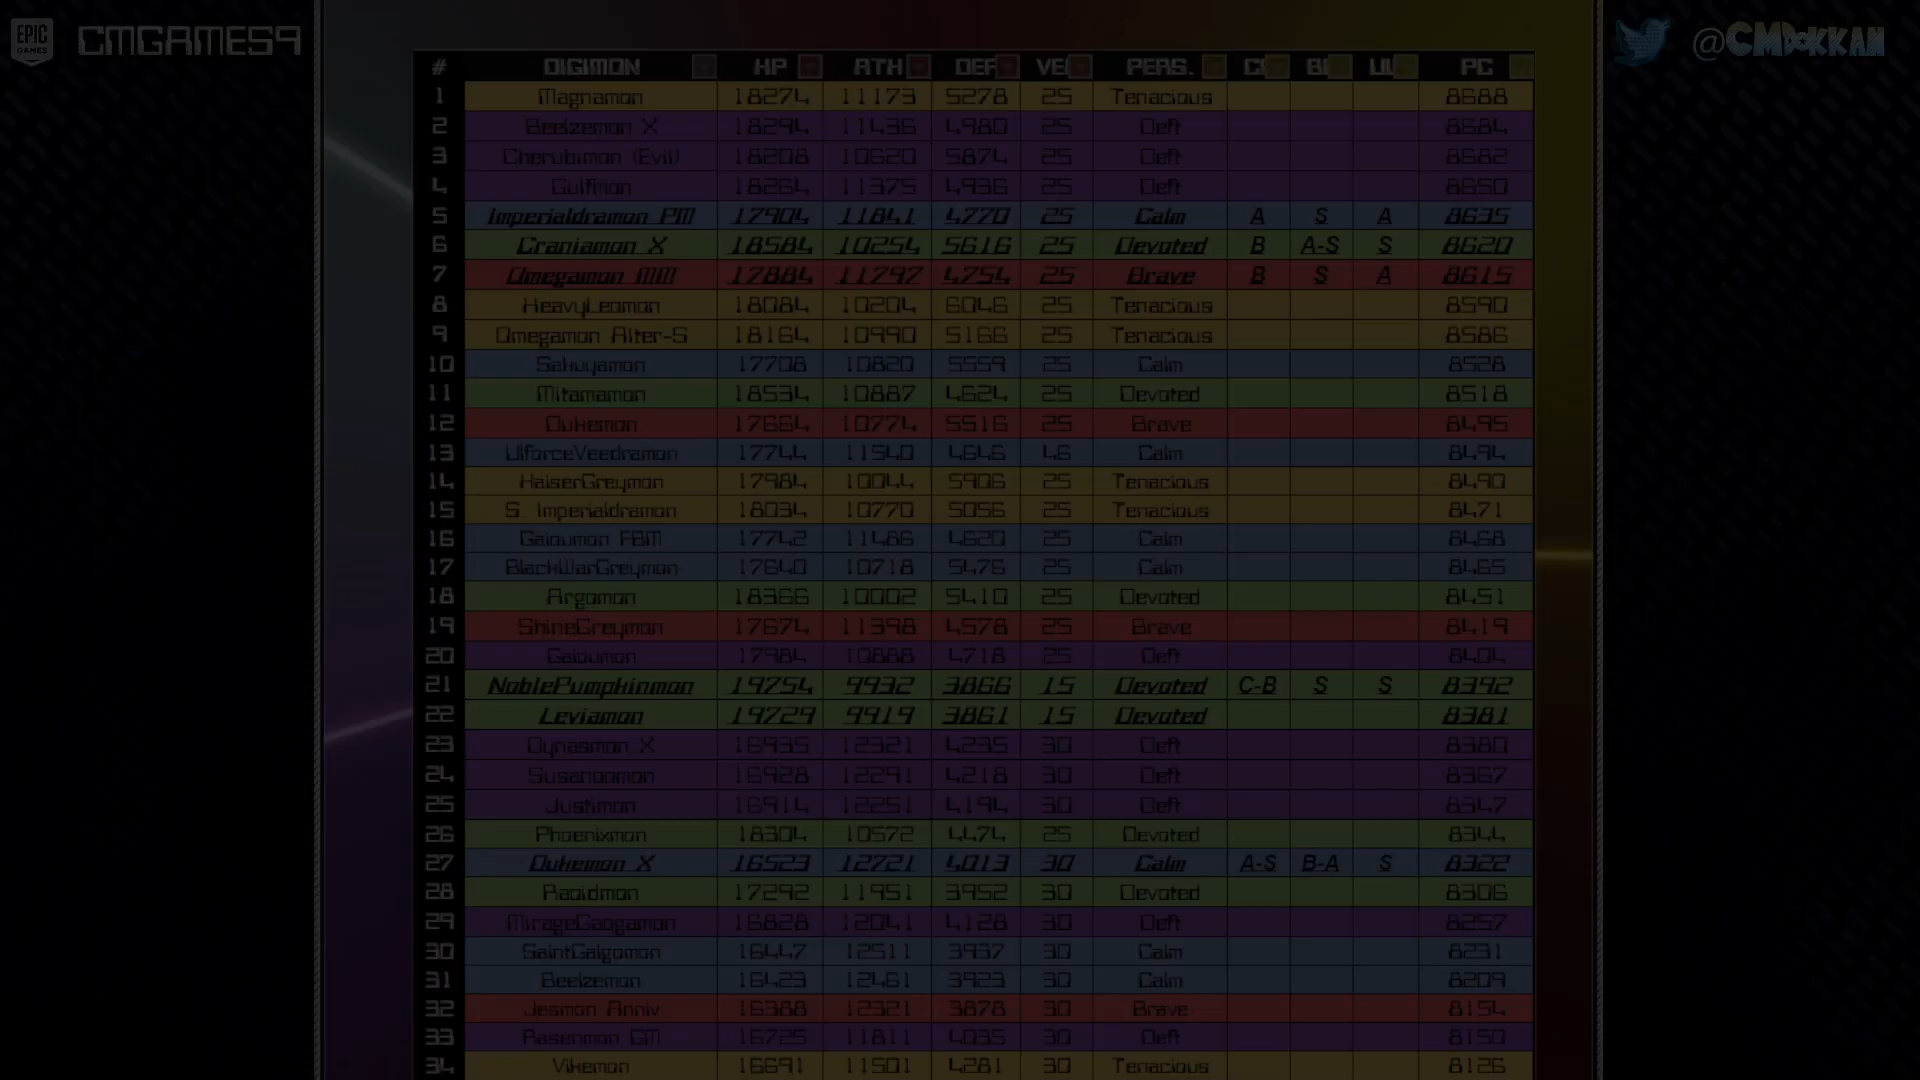 EPIC GAMES CMGAMES9
@CMDOKKAN
# DIGIMON HP ATK DEF PERS. PC
1 Magnamon 18274 11173 5278 25 Tenacious 8688
2 Beelzemon X 18294 11436 4980 25 Deft 8684
3 Cherubimon (Evil) 18208 10620 5874 25 Deft 8682
4 Gulfmon 18264 11375 4936 25 Deft 8650
5 Imperialdramon PM 17904 11841 4770 25 Calm A S A 8635
6 Craniamon X 18584 10254 5616 25 Devoted B A-S S 8620
7 Omegamon MM 17884 11797 4754 25 Brave B S A 8615
8 HeavyLeomon 18084 10204 6046 25 Tenacious 8590
9 Omegamon Alter-S 18164 10990 5166 25 Tenacious 8586
10 Sakuyamon 17708 10820 5559 25 Calm 8528
11 Mitamamon 18534 10887 4624 25 Devoted 8518
12 Dukemon 17664 10774 5516 25 Brave 8495
13 UlforceVeedramon 17744 11540 4646 46 Calm 8494
14 KaiserGreymon 17984 10044 5906 25 Tenacious 8490
15 S. Imperialdramon 18034 10770 5056 25 Tenacious 8471
16 Gaioumon 17742 11486 4620 25 Calm 8468
17 BlackWarGreymon 17640 10718 5476 25 Calm 8465
18 Argomon 18366 10002 5410 25 Devoted 8451
19 ShineGreymon 17674 11398 4578 25 Brave 8419
20 Gaioumon 17984 10888 4718 25 Deft 8404
21 NoblePumpkinmon 19754 9932 3866 15 Devoted C-B S S 8392
22 Leviamon 19729 9919 3861 15 Devoted 8381
23 Dynasmon X 16935 12321 4235 30 Deft 8380
24 Susanoomon 16928 12291 4218 30 Deft 8367
25 Justimon 16914 12251 4194 30 Deft 8347
26 Phoenixmon 18304 10572 4474 25 Devoted 8344
27 Dukemon X 16523 12721 4013 30 Calm A-S B-A S 8322
28 Rapidmon 17292 11951 3952 30 Devoted 8306
29 MirageGaogamon 16828 12041 4128 30 Deft 8257
30 SaintGalgomon 16447 12511 3937 30 Calm 8231
31 Beelzemon 16423 12461 3923 30 Calm 8209
32 Jesmon Anniv 16388 12321 3878 30 Brave 8154
33 Rosemon 16725 11811 4035 30 Deft 8150
34 Vikemon 16691 11501 4281 30 Tenacious 8126